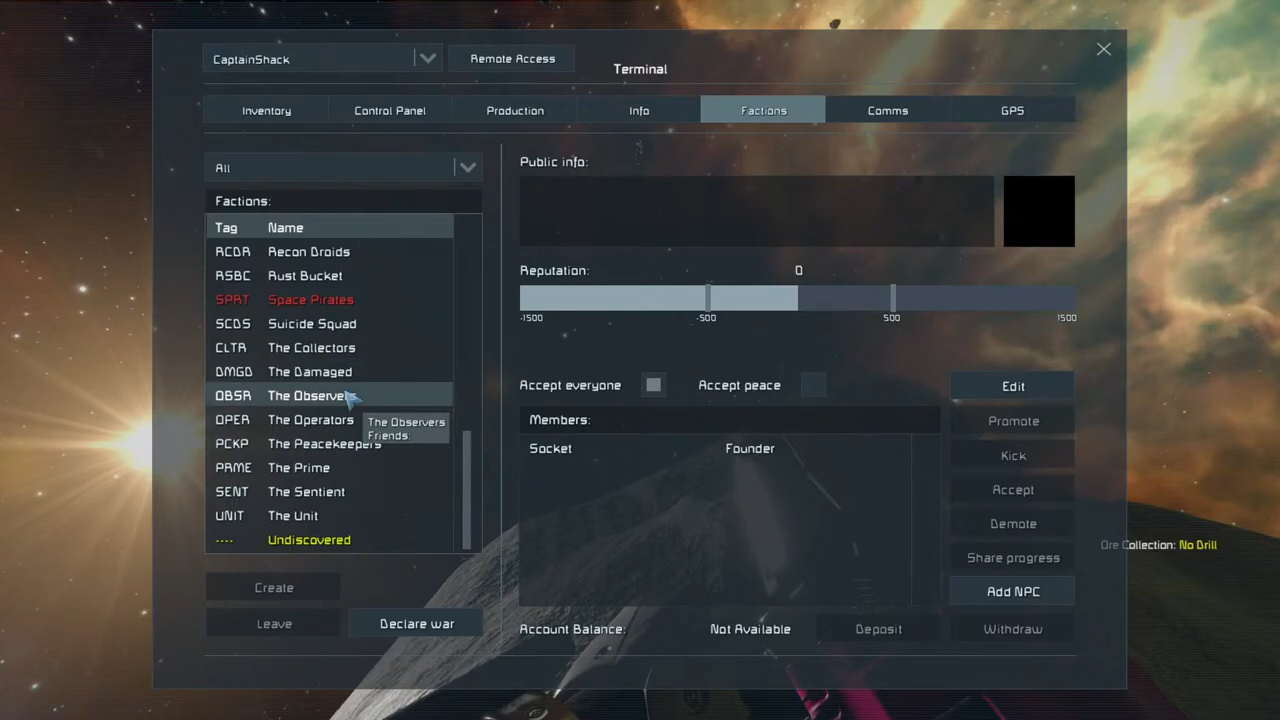 CaptainShack
Remote Access
Terminal
Inventory
Control Panel
Production
Info
Factions
Comms
GPS
All
Public info:
Factions:
Tag Name
RCDR Recon Droids
RSBC Rust Bucket
SPRT Space Pirates
SCDS Suicide Squad
CLTR The Collectors
DMGD The Damaged
OBSR The Observers
OPER The Operators
PCKP The Peacekeepers
PRME The Prime
SENT The Sentient
UNIT The Unit
---- Undiscovered
The Observers
Friends:
Reputation: 0
-1500 -500 500 1500
Accept everyone
Accept peace
Edit
Members:
Promote
Socket Founder
Kick
Accept
Demote
Share progress
Ore Collection: No Drill
Add NPC
Create
Leave
Declare war
Account Balance: Not Available
Deposit
Withdraw